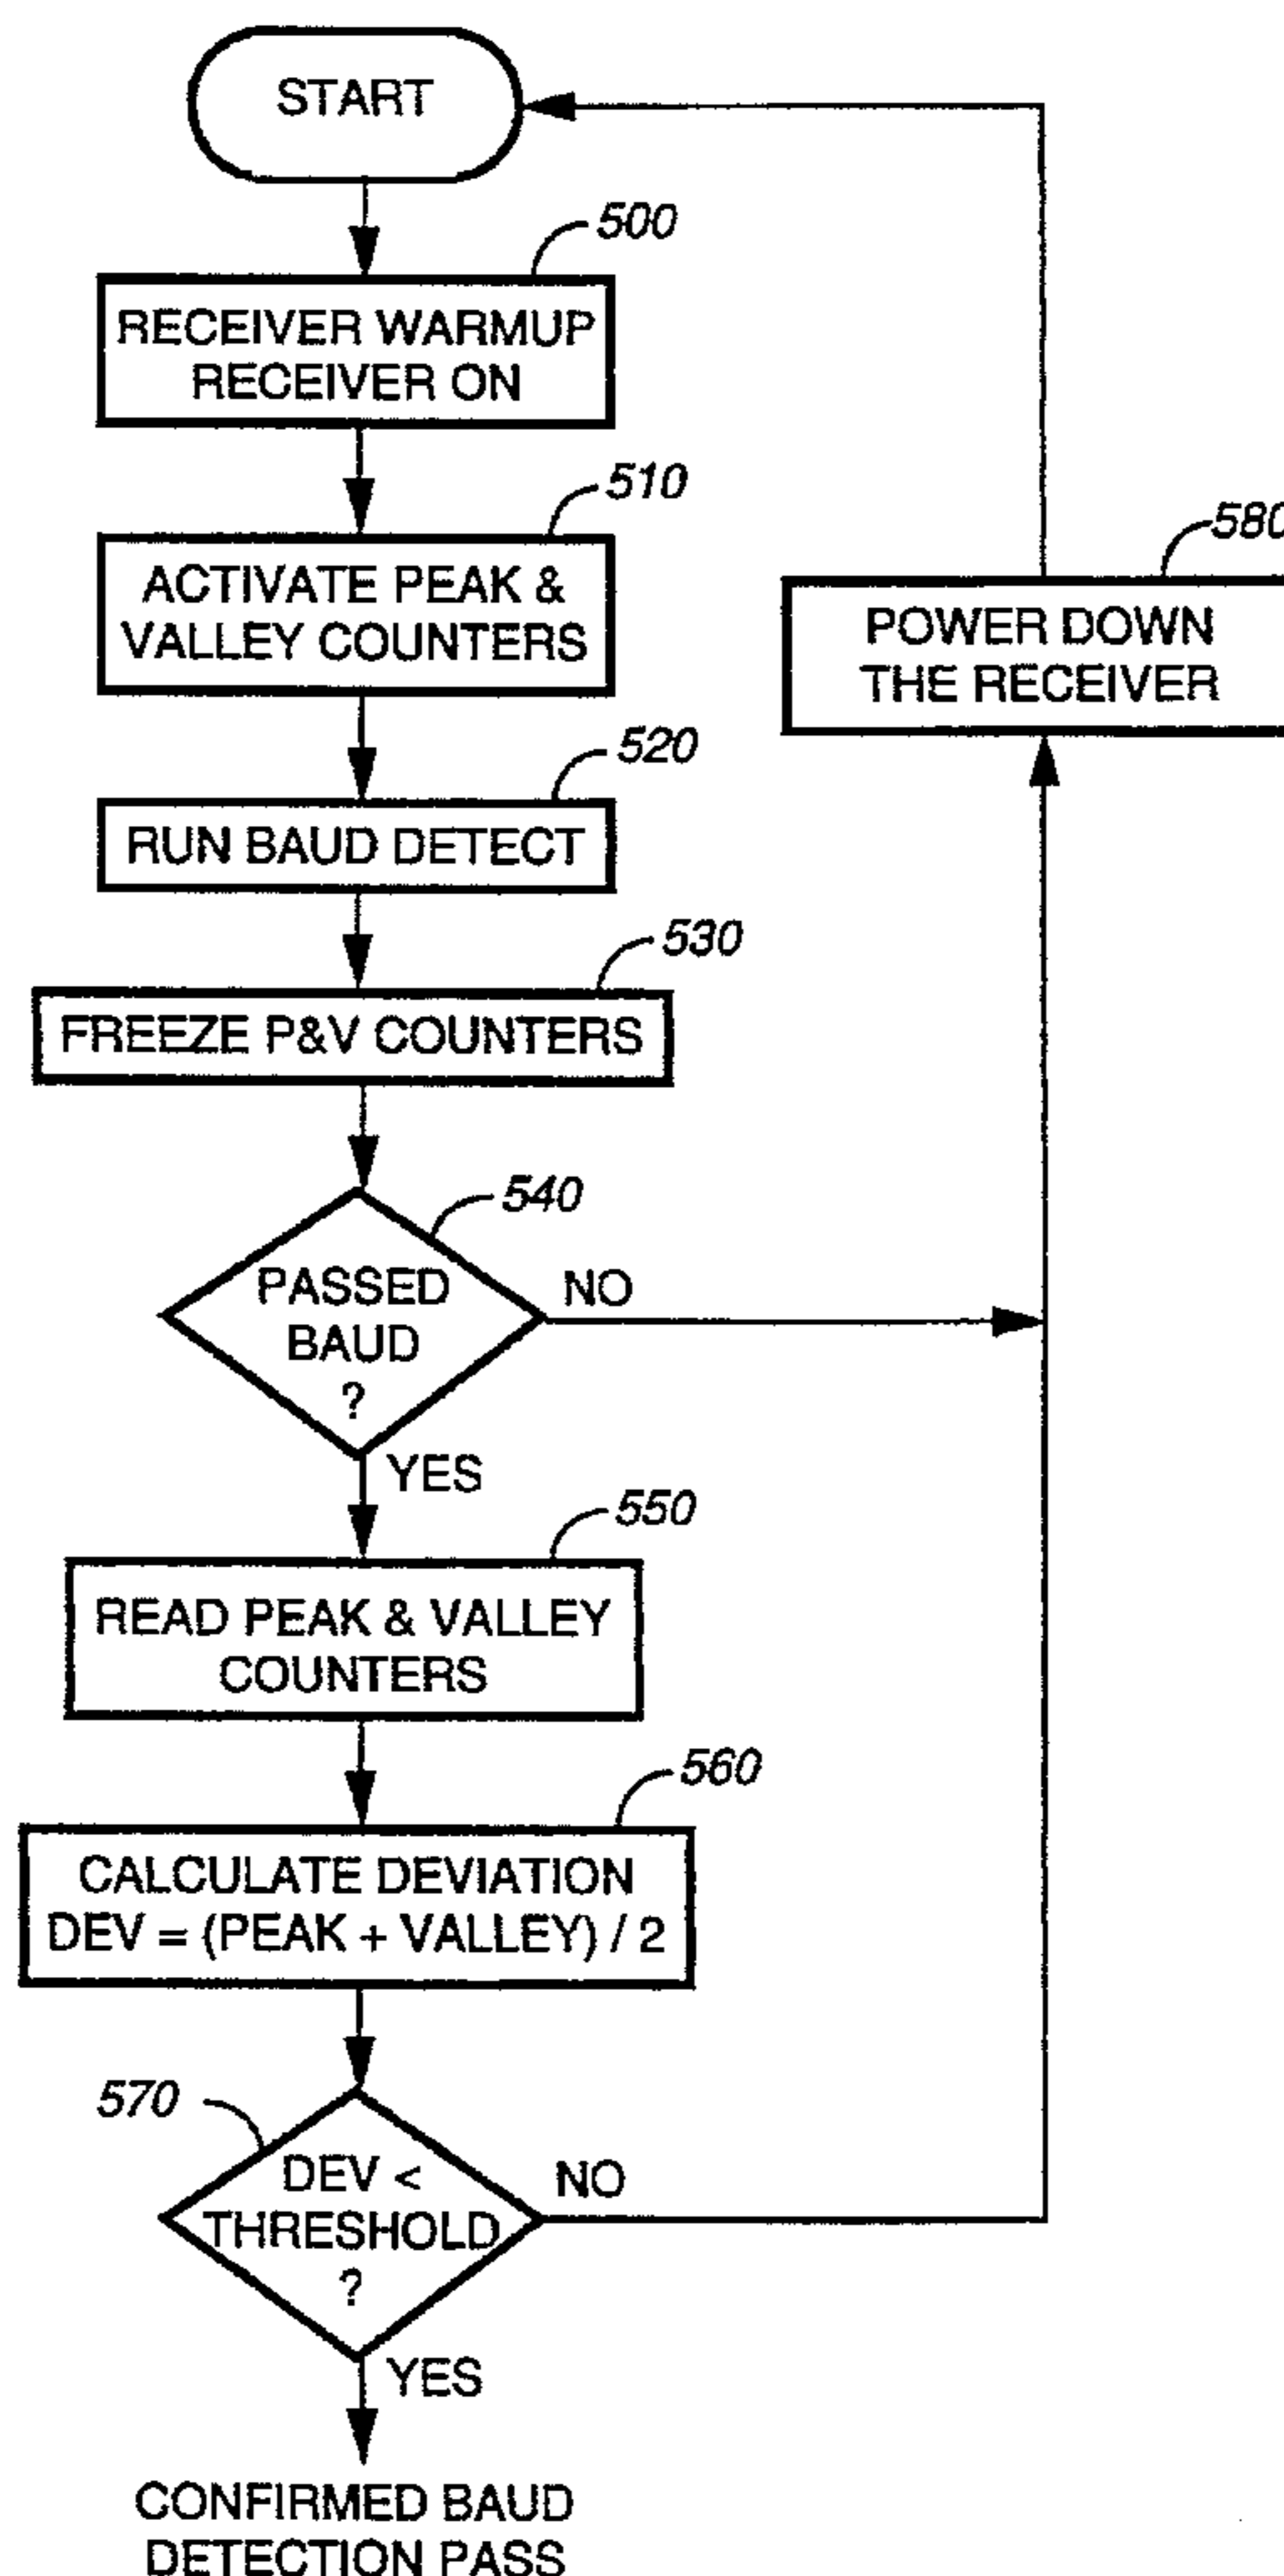 START
500
RECEIVER WARMUP
RECEIVER ON
510
ACTIVATE PEAK &
VALLEY COUNTERS
580
POWER DOWN
THE RECEIVER
520
RUN BAUD DETECT
530
FREEZE P&V COUNTERS
540
PASSED
BAUD
?
NO
YES
550
READ PEAK & VALLEY
COUNTERS
560
CALCULATE DEVIATION
DEV = (PEAK + VALLEY) / 2
570
DEV <
THRESHOLD
?
NO
YES
CONFIRMED BAUD
DETECTION PASS